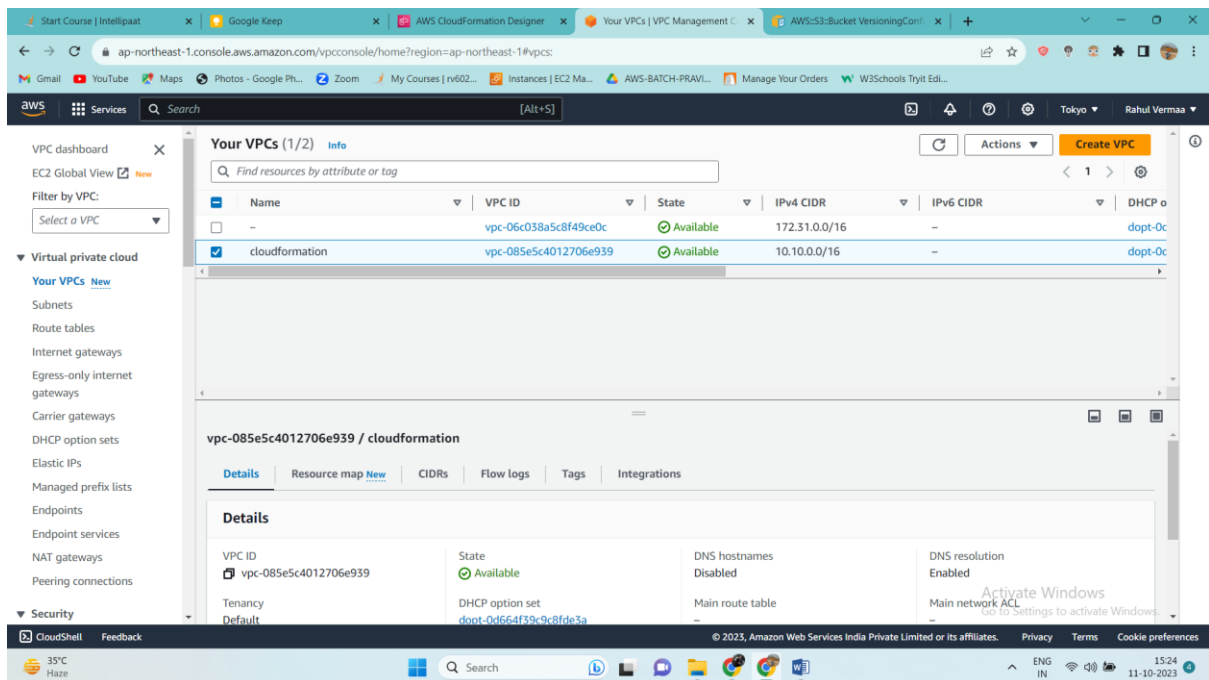 Start Course | Intellipaat
Google Keep
AWS CloudFormation Designer
Your VPCs | VPC Management C
AWS::S3::Bucket VersioningConfi
ap-northeast-1.console.aws.amazon.com/vpcconsole/home?region=ap-northeast-1#vpcs:
Gmail YouTube Maps Photos - Google Ph... Zoom My Courses | rv602... Instances | EC2 Ma... AWS-BATCH-PRAVI... Manage Your Orders W3Schools Tryit Edi...
aws Services Search [Alt+S] Tokyo ▼ Rahul Vermaa ▼
VPC dashboard
EC2 Global View New
Filter by VPC:
Select a VPC
Virtual private cloud
Your VPCs New
Subnets
Route tables
Internet gateways
Egress-only internet
gateways
Carrier gateways
DHCP option sets
Elastic IPs
Managed prefix lists
Endpoints
Endpoint services
NAT gateways
Peering connections
Security
Your VPCs (1/2) Info
Actions ▼ Create VPC
Find resources by attribute or tag
< 1 >
Name VPC ID State IPv4 CIDR IPv6 CIDR DHCP o
– vpc-06c038a5c8f49ce0c Available 172.31.0.0/16 – dopt-0c
cloudformation vpc-085e5c4012706e939 Available 10.10.0.0/16 – dopt-0c
vpc-085e5c4012706e939 / cloudformation
Details Resource map New CIDRs Flow logs Tags Integrations
Details
VPC ID State DNS hostnames DNS resolution
vpc-085e5c4012706e939 Available Disabled Enabled
Tenancy DHCP option set Main route table Main network ACL
Default dopt-0d664f39c9c8fde3a – –
Activate Windows
Go to Settings to activate Windows.
CloudShell Feedback © 2023, Amazon Web Services India Private Limited or its affiliates. Privacy Terms Cookie preferences
35°C
Haze
Search
ENG
IN
15:24
11-10-2023
4